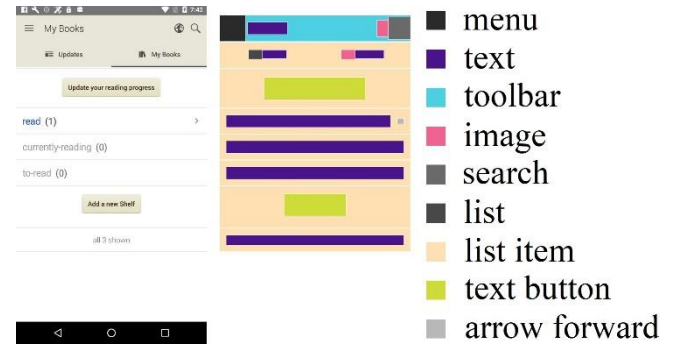 7:42
My Books
Updates
My Books
Update your reading progress
read (1)
currently-reading (0)
to-read (0)
Add a new Shelf
all 3 shown
menu
text
toolbar
image
search
list
list item
text button
arrow forward